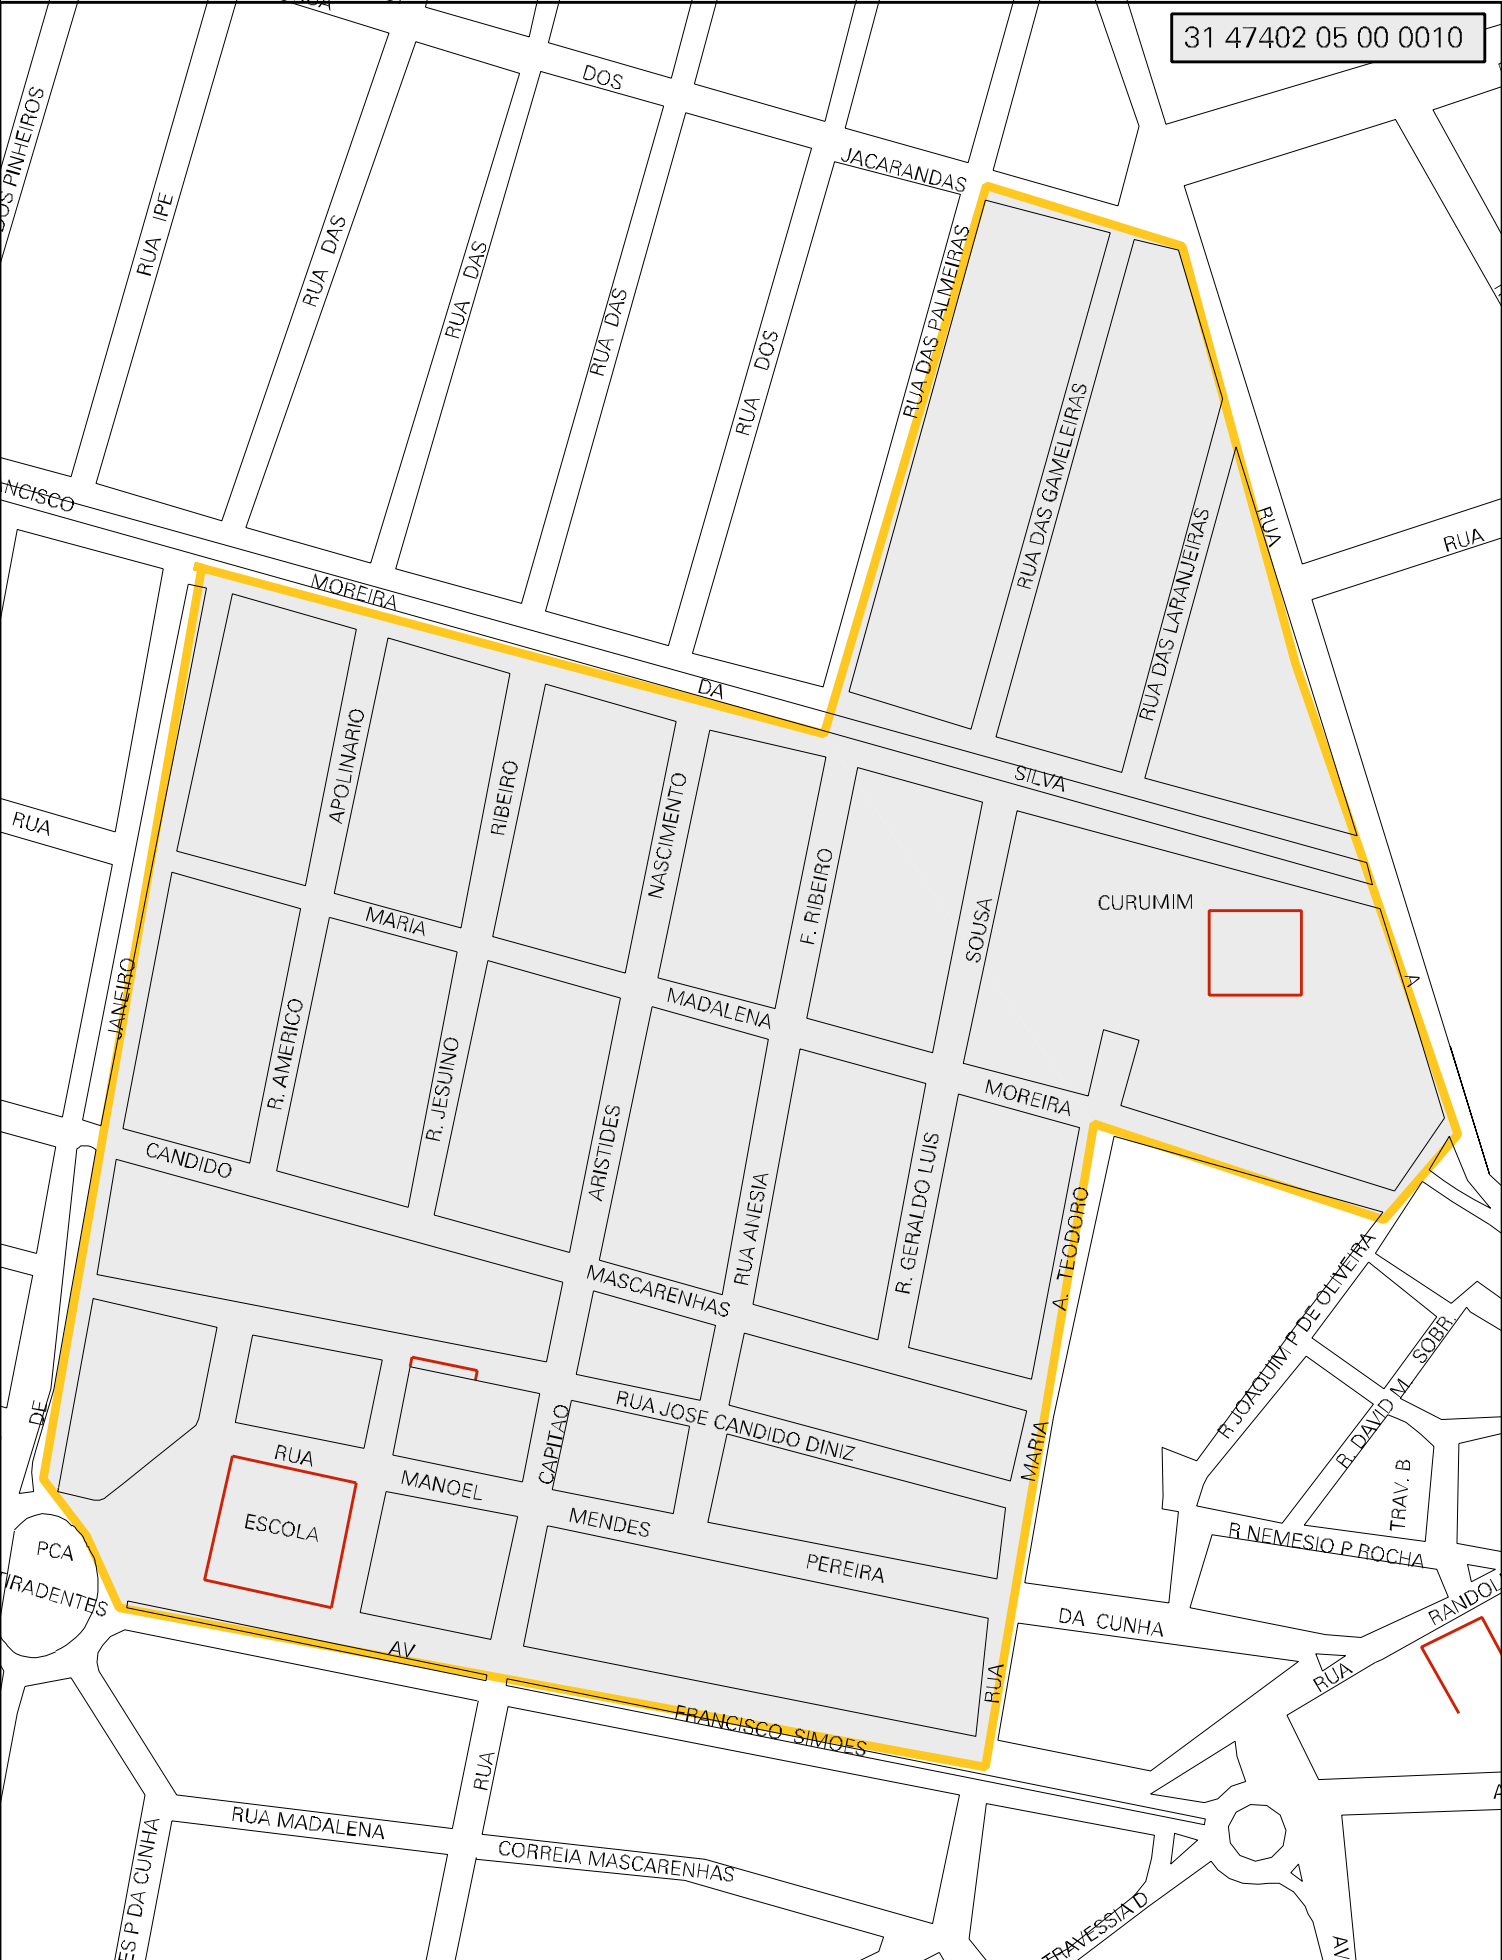 31 47402 05 00 0010
DOS
JACARANDAS
DOS PINHEIROS
RUA IPE
RUA DAS
RUA DAS
RUA DAS
RUA DOS
RUA DAS PALMEIRAS
RUA DAS GAMELEIRAS
RUA DAS LARANJEIRAS
RUA
RUA
MOREIRA
DA
SILVA
APOLINARIO
RIBEIRO
NASCIMENTO
F. RIBEIRO
SOUSA
CURUMIM
A
RUA
MARIA
MADALENA
MOREIRA
JANEIRO
R. AMERICO
R. JESUINO
ARISTIDES
RUA ANESIA
R. GERALDO LUIS
A. TEODORO
CANDIDO
MASCARENHAS
RUA JOSE CANDIDO DINIZ
DE
RUA
MANOEL
CAPITAO
MENDES
PEREIRA
MARIA
RUA
ESCOLA
PCA
TIRADENTES
AV
FRANCISCO SIMOES
R JOAQUIM P DE OLIVEIRA
R. DAVID M SOBR.
TRAV. B
R NEMESIO P ROCHA
DA CUNHA
RUA
RUA
RUA MADALENA
CORREIA MASCARENHAS
P DA CUNHA
TRAVESSIA D
AV